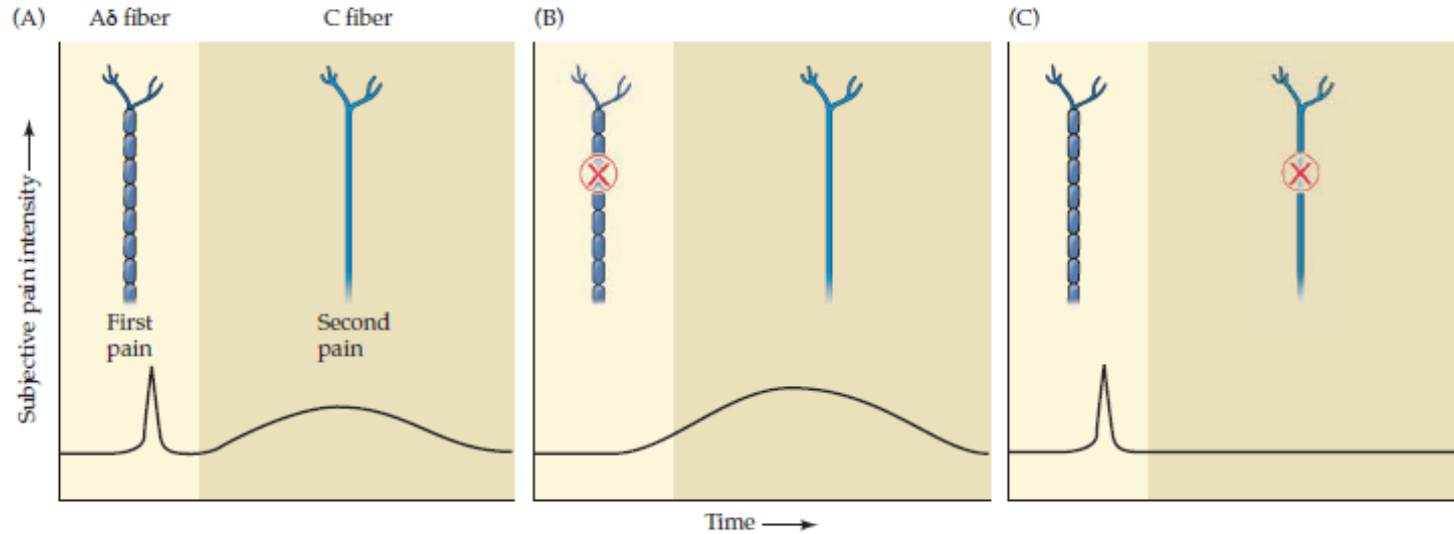 (A)
Aδ fiber
C fiber
(B)
(C)
Subjective pain intensity
First
pain
Second
pain
Time